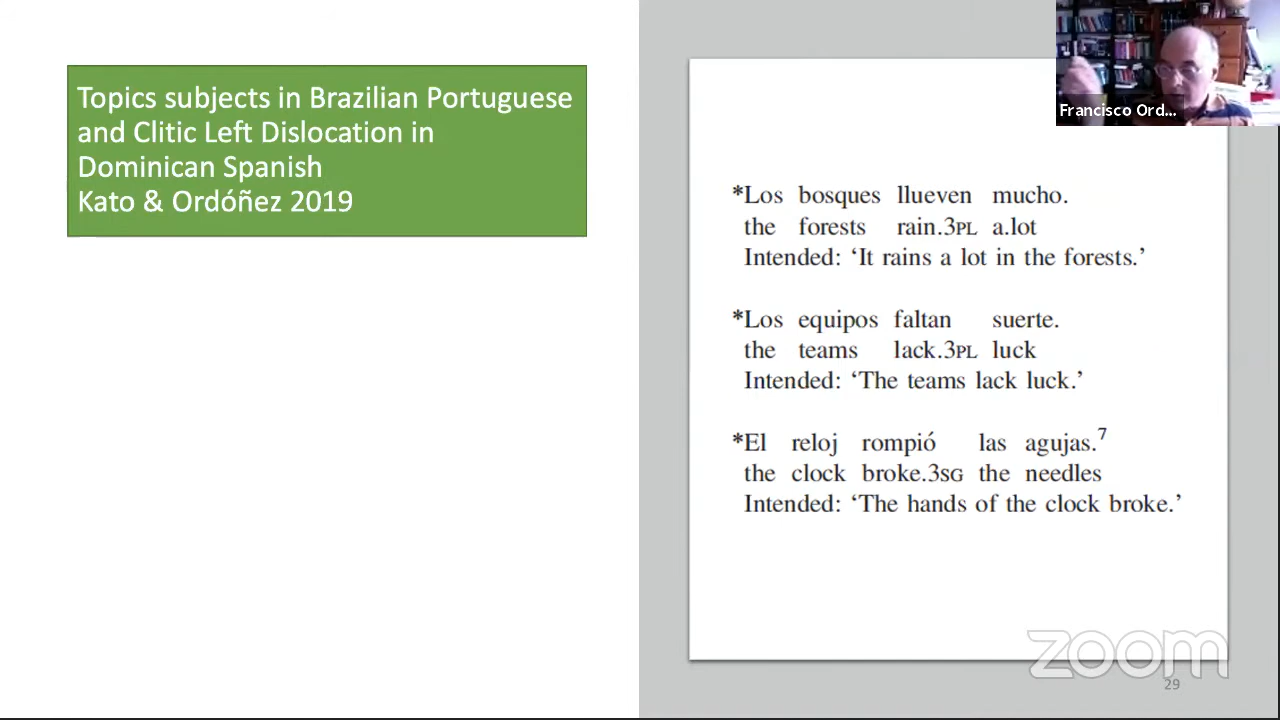 Topics subjects in Brazilian Portuguese
and Clitic Left Dislocation in
Dominican Spanish
Kato & Ordóñez 2019
Francisco Ord...
*Los bosques llueven mucho.
the forests rain.3PL a.lot
Intended: ‘It rains a lot in the forests.’
*Los equipos faltan suerte.
the teams lack.3PL luck
Intended: ‘The teams lack luck.’
*El reloj rompió las agujas.7
the clock broke.3SG the needles
Intended: ‘The hands of the clock broke.’
zoom
29